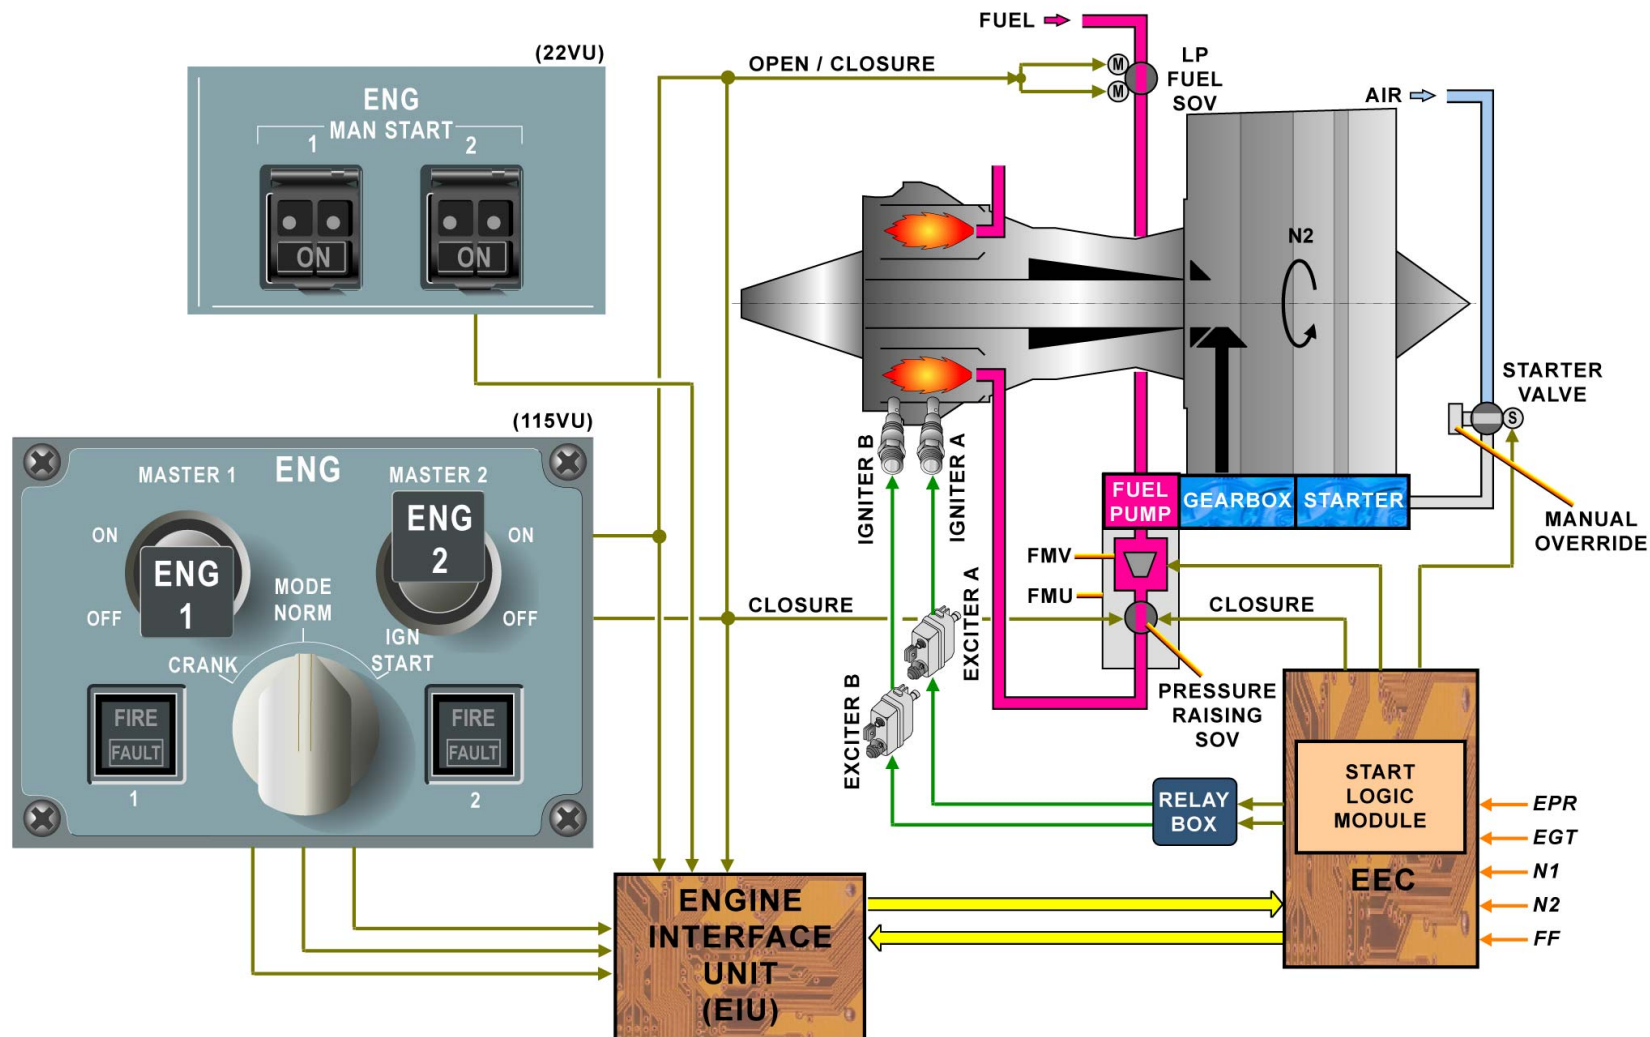 (22VU)
ENG
MAN START
1 2
ON ON
(115VU)
MASTER 1
ENG
MASTER 2
ON
ENG
1
OFF
ENG
2
ON
OFF
MODE
NORM
CRANK
IGN
START
FIRE
FAULT
1
FIRE
FAULT
2
OPEN / CLOSURE
CLOSURE
FUEL
M
M
LP
FUEL
SOV
AIR
N2
STARTER
VALVE
S
MANUAL
OVERRIDE
IGNITER B
IGNITER A
FUEL
PUMP
GEARBOX
STARTER
FMV
FMU
CLOSURE
PRESSURE
RAISING
SOV
EXCITER A
EXCITER B
RELAY
BOX
START
LOGIC
MODULE
EEC
EPR
EGT
N1
N2
FF
ENGINE
INTERFACE
UNIT
(EIU)